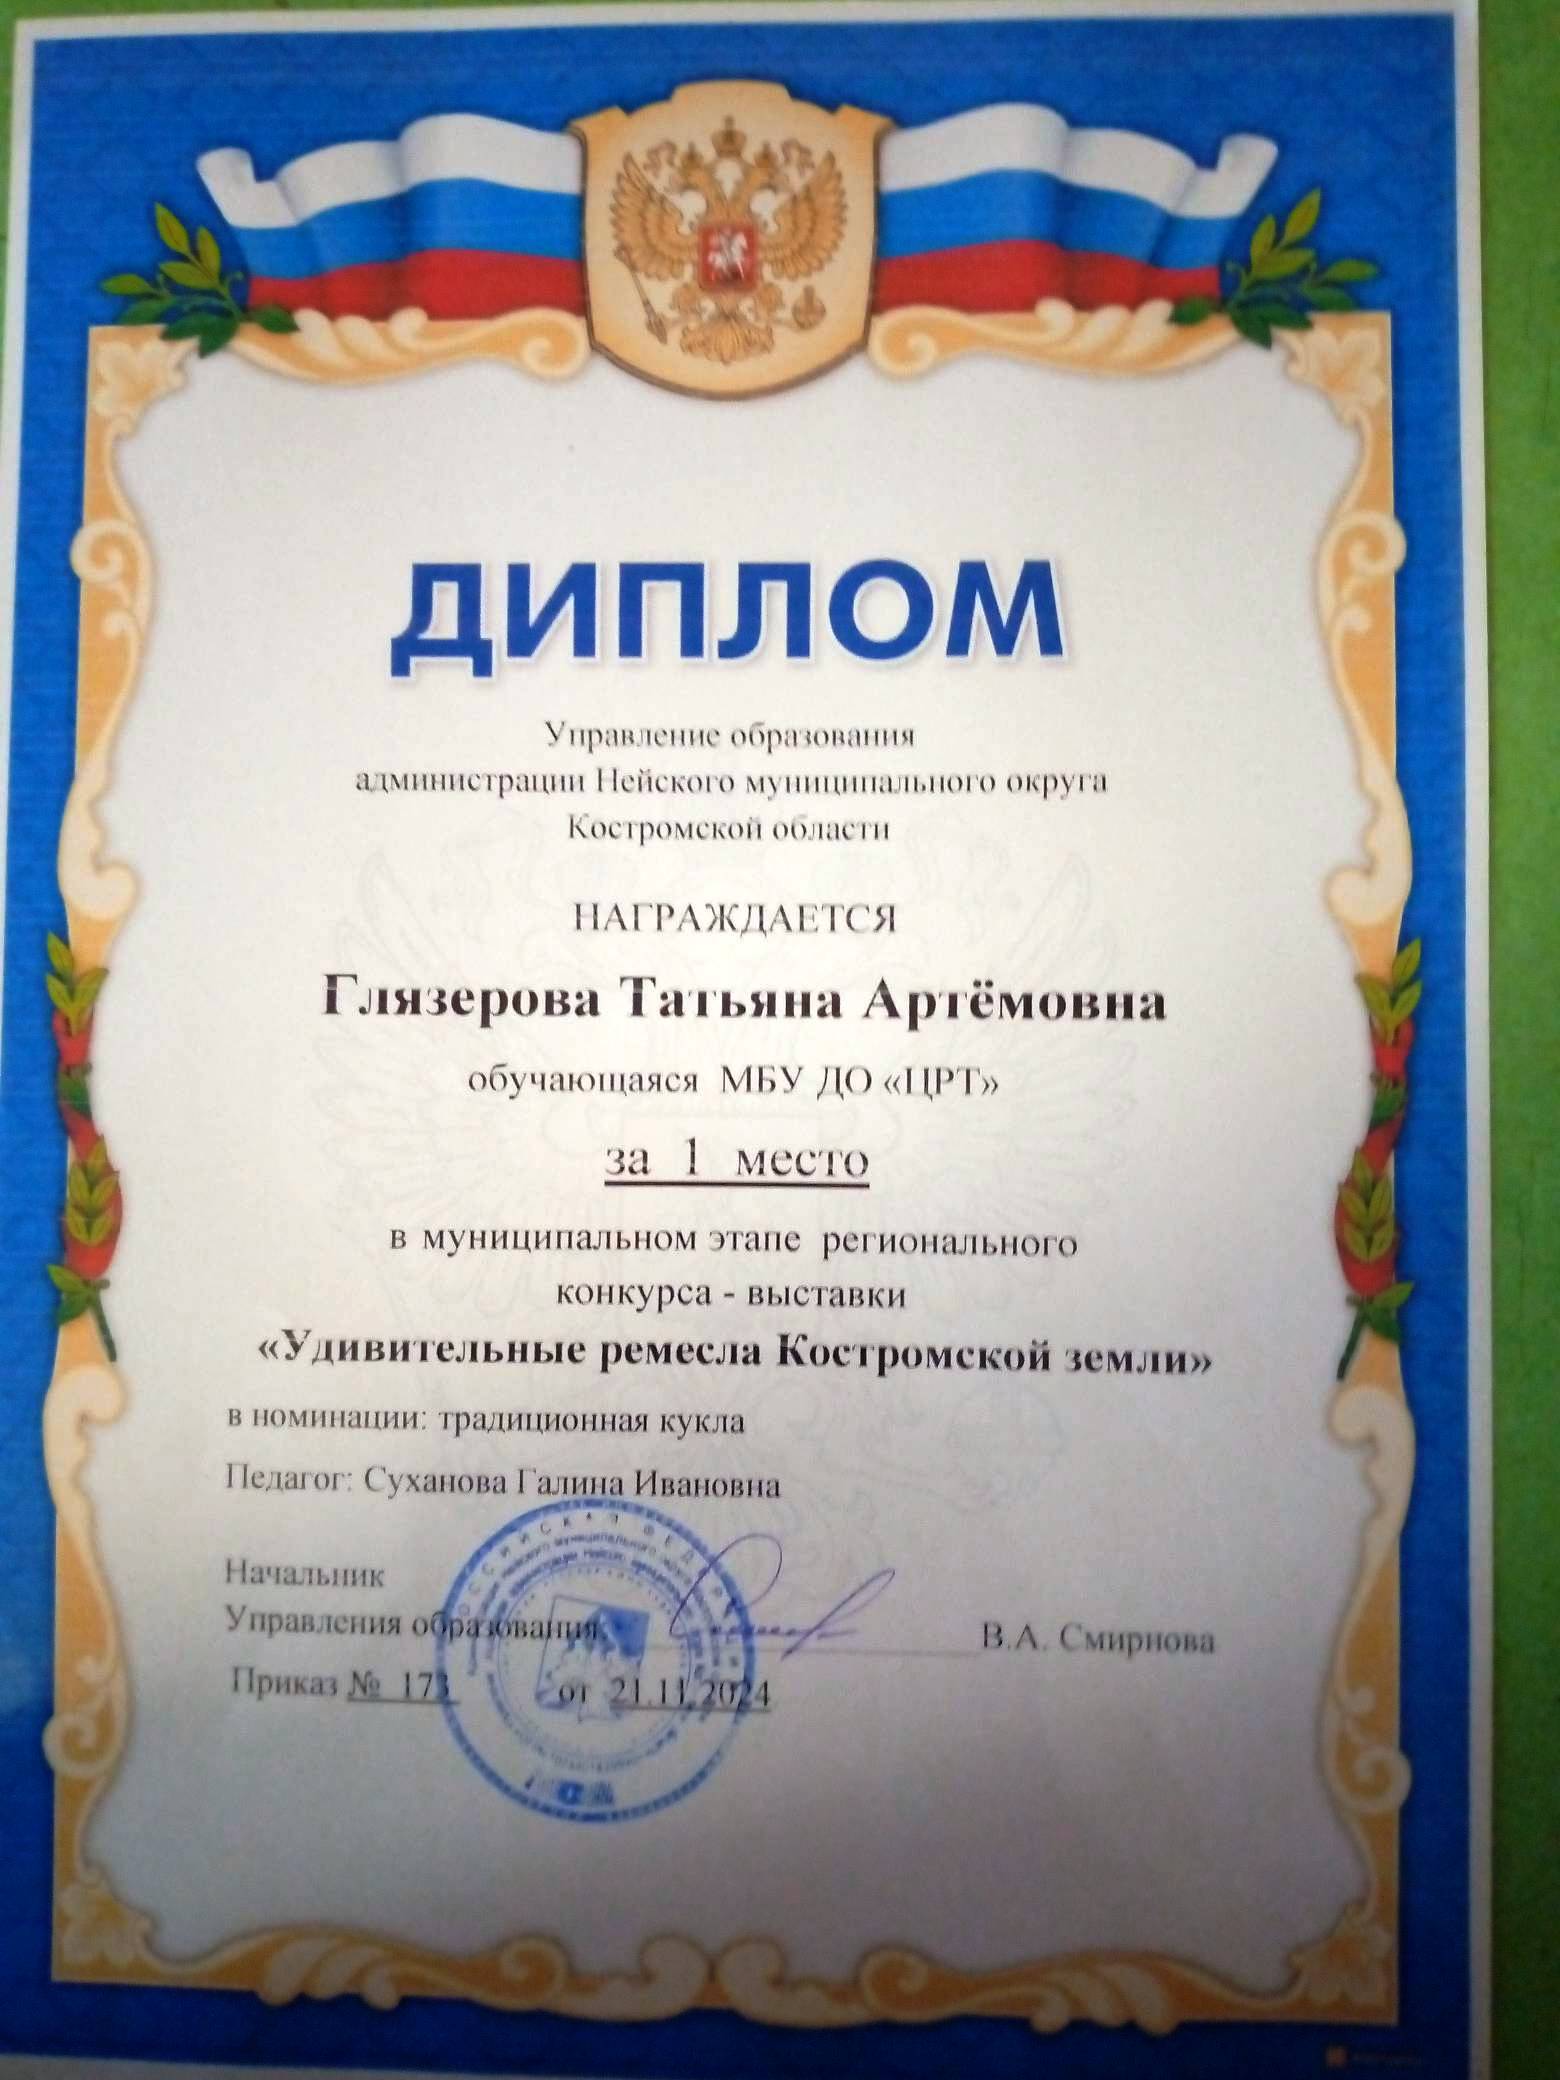 ДИПЛОМ
Управление образования
администрации Нейского муниципального округа
Костромской области
НАГРАЖДАЕТСЯ
Глязерова Татьяна Артёмовна
обучающаяся МБУ ДО «ЦРТ»
за 1 место
в муниципальном этапе регионального
конкурса - выставки
«Удивительные ремесла Костромской земли»
в номинации: традиционная кукла
Педагог: Суханова Галина Ивановна
Начальник
Управления образования В.А. Смирнова
Приказ № 173 от 21.11.2024